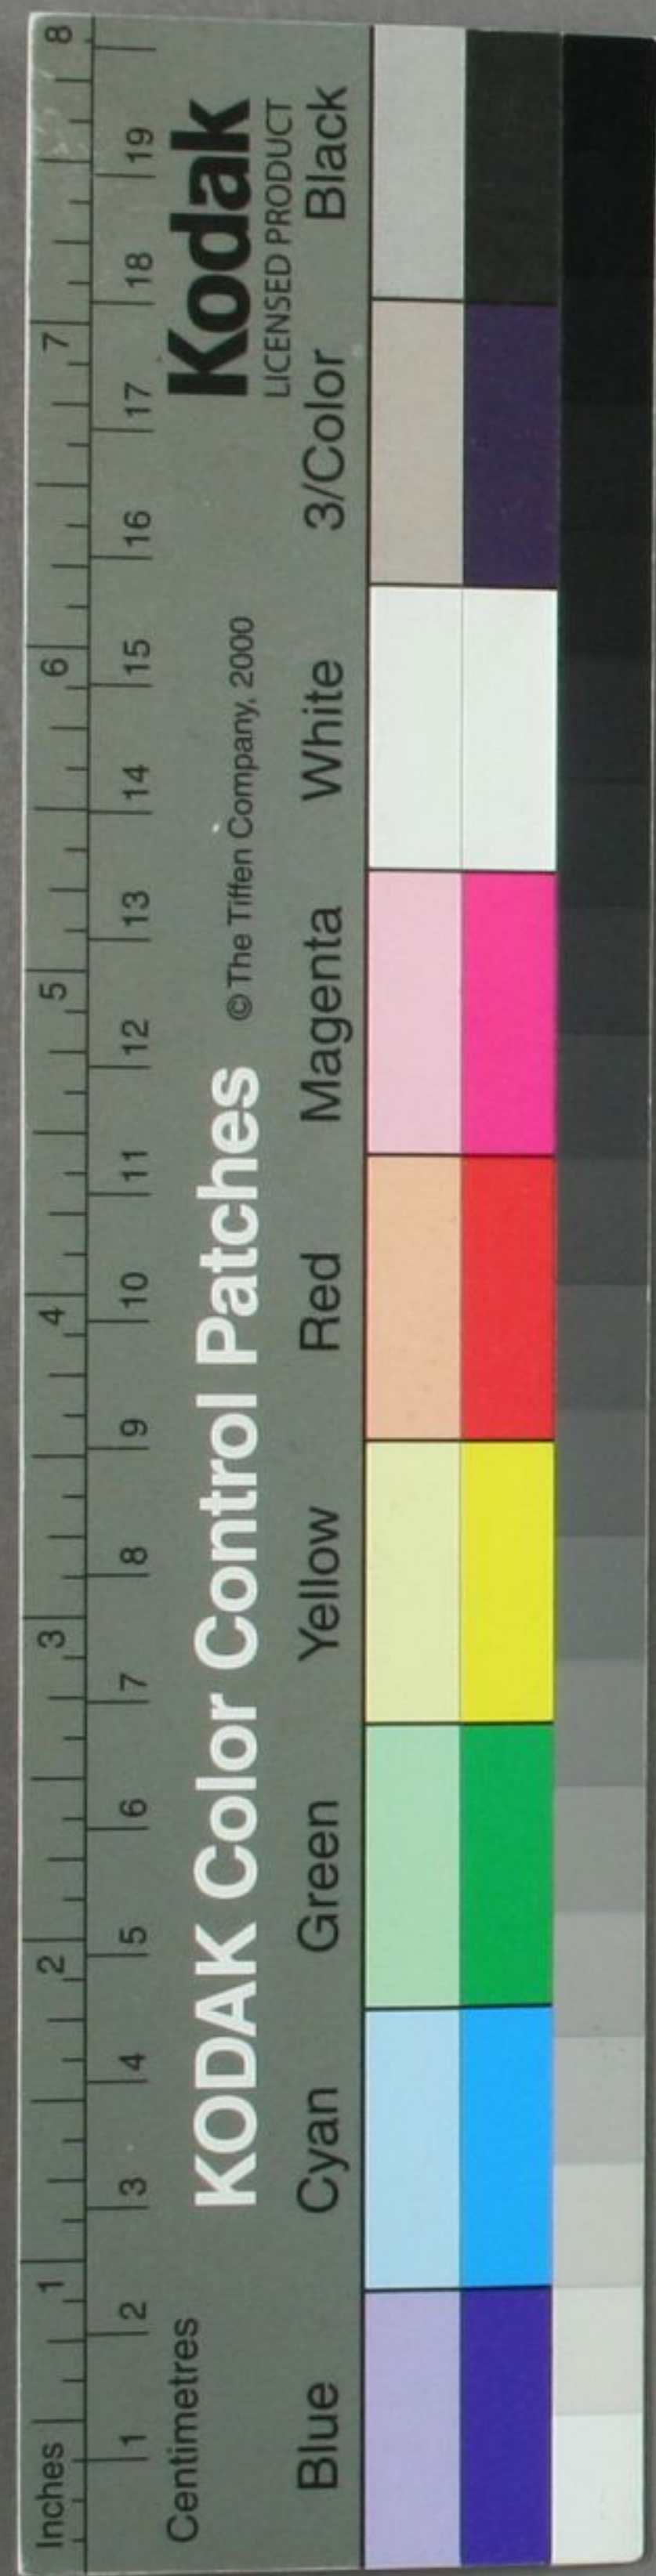 Inches 1 2 3 4 5 6 7 8
Centimetres 1 2 3 4 5 6 7 8 9 10 11 12 13 14 15 16 17 18 19
KODAK Color Control Patches © The Tiffen Company, 2000 Kodak
LICENSED PRODUCT
Blue Cyan Green Yellow Red Magenta White 3/Color Black